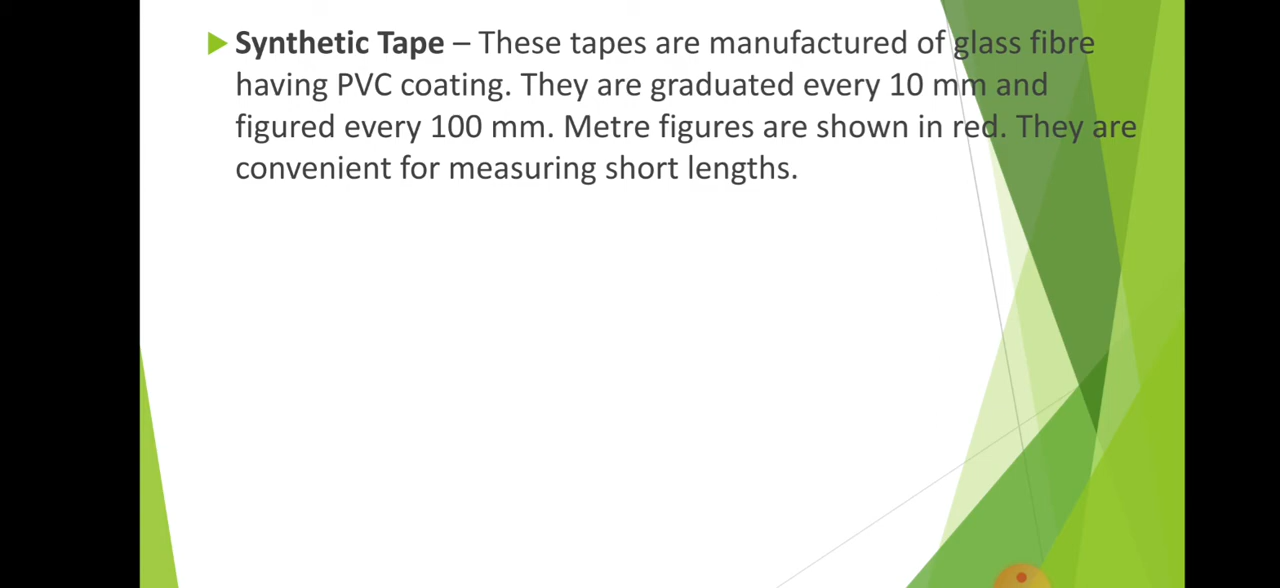 Synthetic Tape – These tapes are manufactured of glass fibre
having PVC coating. They are graduated every 10 mm and
figured every 100 mm. Metre figures are shown in red. They are
convenient for measuring short lengths.